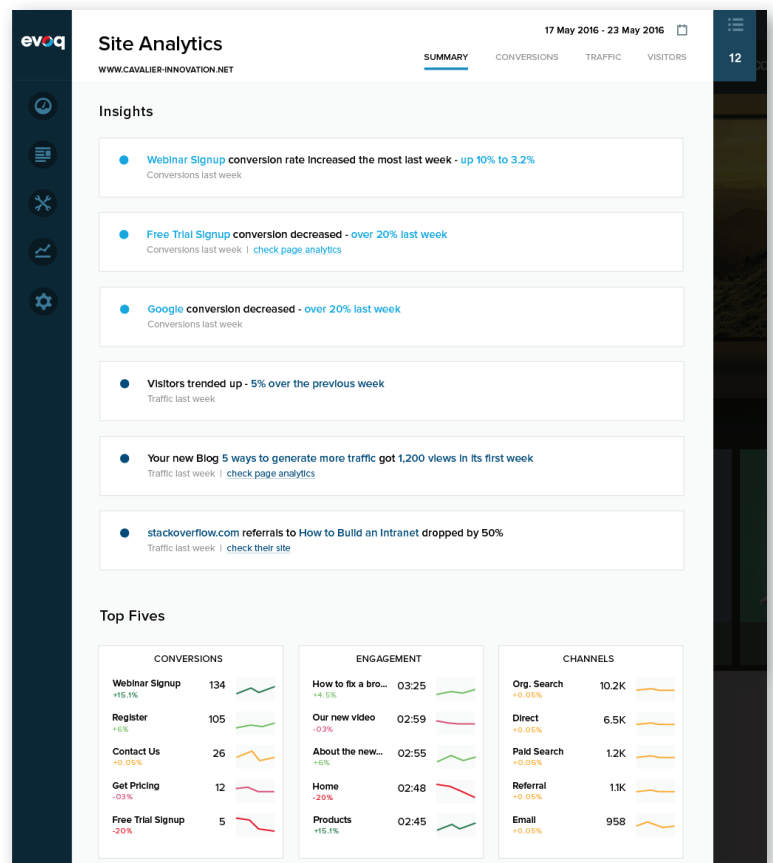 evoq
Site Analytics
WWW.CAVALIER-INNOVATION.NET
17 May 2016 - 23 May 2016
SUMMARY CONVERSIONS TRAFFIC VISITORS
12
Insights
Webinar Signup conversion rate increased the most last week - up 10% to 3.2%
Conversions last week
Free Trial Signup conversion decreased - over 20% last week
Conversions last week | check page analytics
Google conversion decreased - over 20% last week
Conversions last week
Visitors trended up - 5% over the previous week
Traffic last week
Your new Blog 5 ways to generate more traffic got 1,200 views in its first week
Traffic last week | check page analytics
stackoverflow.com referrals to How to Build an Intranet dropped by 50%
Traffic last week | check their site
Top Fives
CONVERSIONS
Webinar Signup 134
+15.1%
Register 105
+6%
Contact Us 26
+0.05%
Get Pricing 12
-03%
Free Trial Signup 5
-20%
ENGAGEMENT
How to fix a bro... 03:25
+4.5%
Our new video 02:59
-03%
About the new... 02:55
+6%
Home 02:48
-20%
Products 02:45
+15.1%
CHANNELS
Org. Search 10.2K
+0.05%
Direct 6.5K
+0.05%
Paid Search 1.2K
+0.05%
Referral 1.1K
+0.05%
Email 958
+0.05%